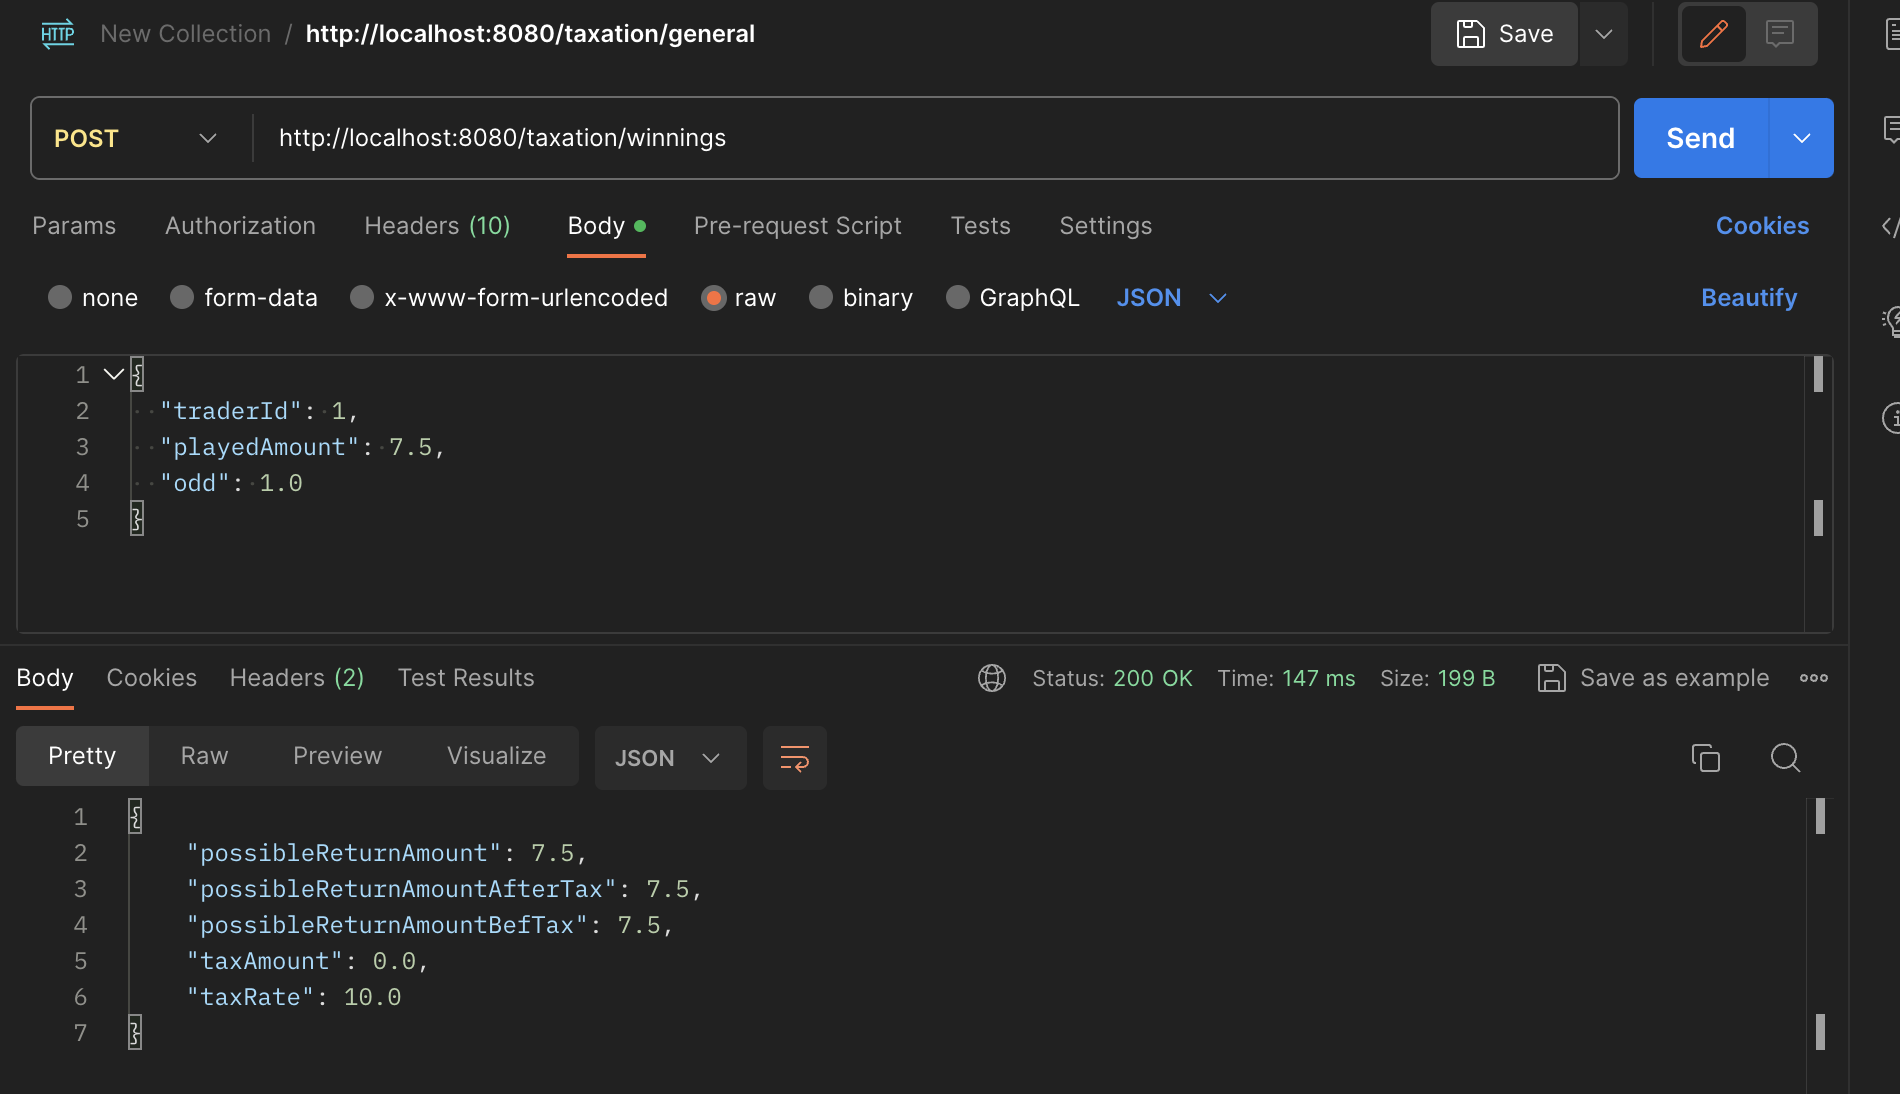 HTTP New Collection / http://localhost:8080/taxation/general Save
POST http://localhost:8080/taxation/winnings Send
Params Authorization Headers (10) Body Pre-request Script Tests Settings Cookies
none form-data x-www-form-urlencoded raw binary GraphQL JSON Beautify
1 {
2 "traderId": 1,
3 "playedAmount": 7.5,
4 "odd": 1.0
5 }
Body Cookies Headers (2) Test Results Status: 200 OK Time: 147 ms Size: 199 B Save as example
Pretty Raw Preview Visualize JSON
1 {
2 "possibleReturnAmount": 7.5,
3 "possibleReturnAmountAfterTax": 7.5,
4 "possibleReturnAmountBefTax": 7.5,
5 "taxAmount": 0.0,
6 "taxRate": 10.0
7 }